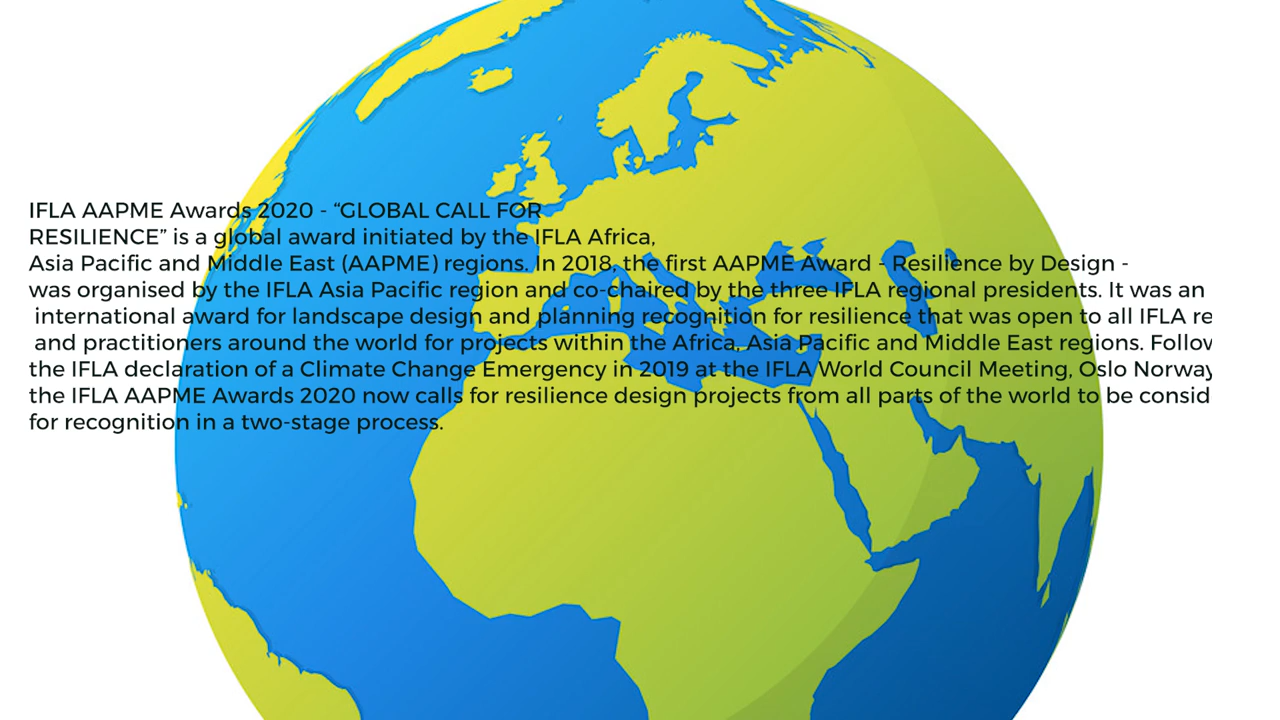 IFLA AAPME Awards 2020 - “GLOBAL CALL FOR
RESILIENCE” is a global award initiated by the IFLA Africa,
Asia Pacific and Middle East (AAPME) regions. In 2018, the first AAPME Award - Resilience by Design -
was organised by the IFLA Asia Pacific region and co-chaired by the three IFLA regional presidents. It was an
international award for landscape design and planning recognition for resilience that was open to all IFLA
and practitioners around the world for projects within the Africa, Asia Pacific and Middle East regions.
the IFLA declaration of a Climate Change Emergency in 2019 at the IFLA World Council Meeting, Oslo Norway
the IFLA AAPME Awards 2020 now calls for resilience design projects from all parts of the world to be
for recognition in a two-stage process.